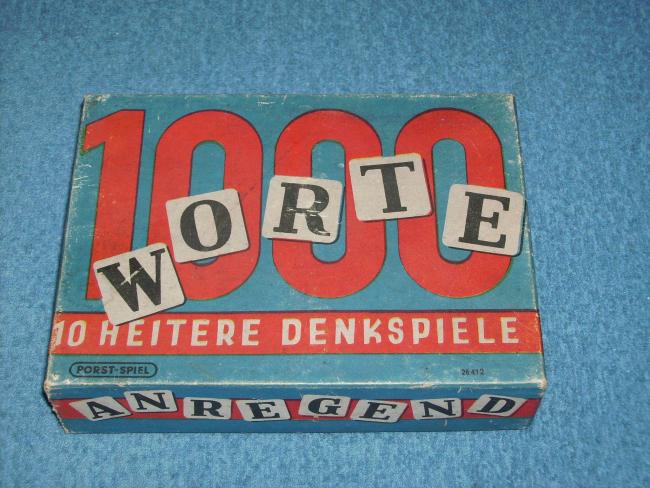 1000
WORTE
10 HEITERE DENKSPIELE
PORST-SPIEL 26412
ANREGEND